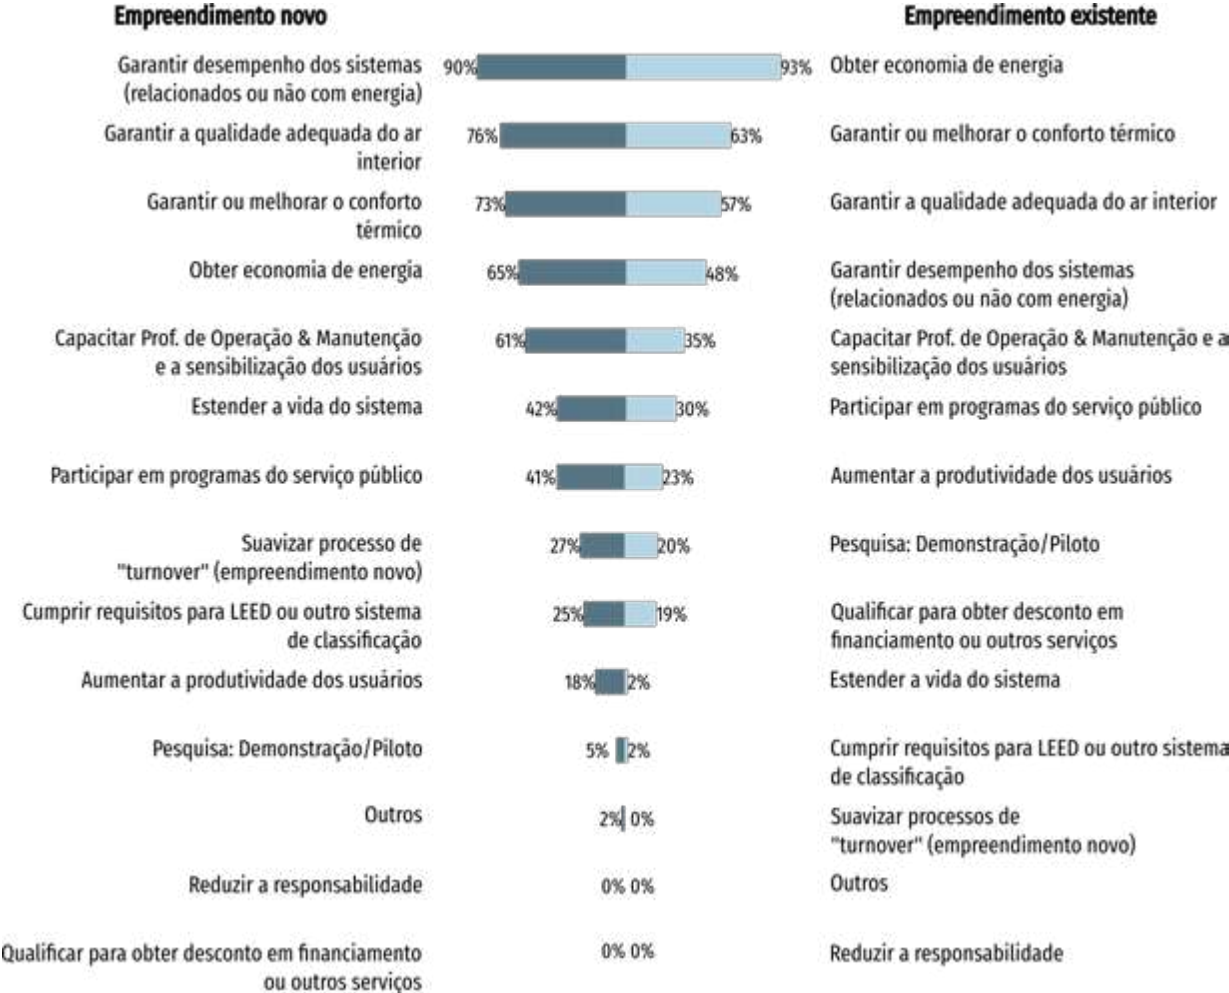 Empreendimento novo Empreendimento existente
Garantir desempenho dos sistemas 90% 93% Obter economia de energia
(relacionados ou não com energia)
Garantir a qualidade adequada do ar 76% 63% Garantir ou melhorar o conforto térmico
interior
Garantir ou melhorar o conforto 73% 57% Garantir a qualidade adequada do ar interior
térmico
Obter economia de energia 65% 48% Garantir desempenho dos sistemas
(relacionados ou não com energia)
Capacitar Prof. de Operação & Manutenção 61% 35% Capacitar Prof. de Operação & Manutenção e a
e a sensibilização dos usuários sensibilização dos usuários
Estender a vida do sistema 42% 30% Participar em programas do serviço público
Participar em programas do serviço público 41% 23% Aumentar a produtividade dos usuários
Suavizar processo de 27% 20% Pesquisa: Demonstração/Piloto
"turnover" (empreendimento novo)
Cumprir requisitos para LEED ou outro sistema 25% 19% Qualificar para obter desconto em
de classificação financiamento ou outros serviços
Aumentar a produtividade dos usuários 18% 2% Estender a vida do sistema
Pesquisa: Demonstração/Piloto 5% 2% Cumprir requisitos para LEED ou outro sistema
de classificação
Outros 2% 0% Suavizar processos de
"turnover" (empreendimento novo)
Reduzir a responsabilidade 0% 0% Outros
Qualificar para obter desconto em financiamento 0% 0% Reduzir a responsabilidade
ou outros serviços